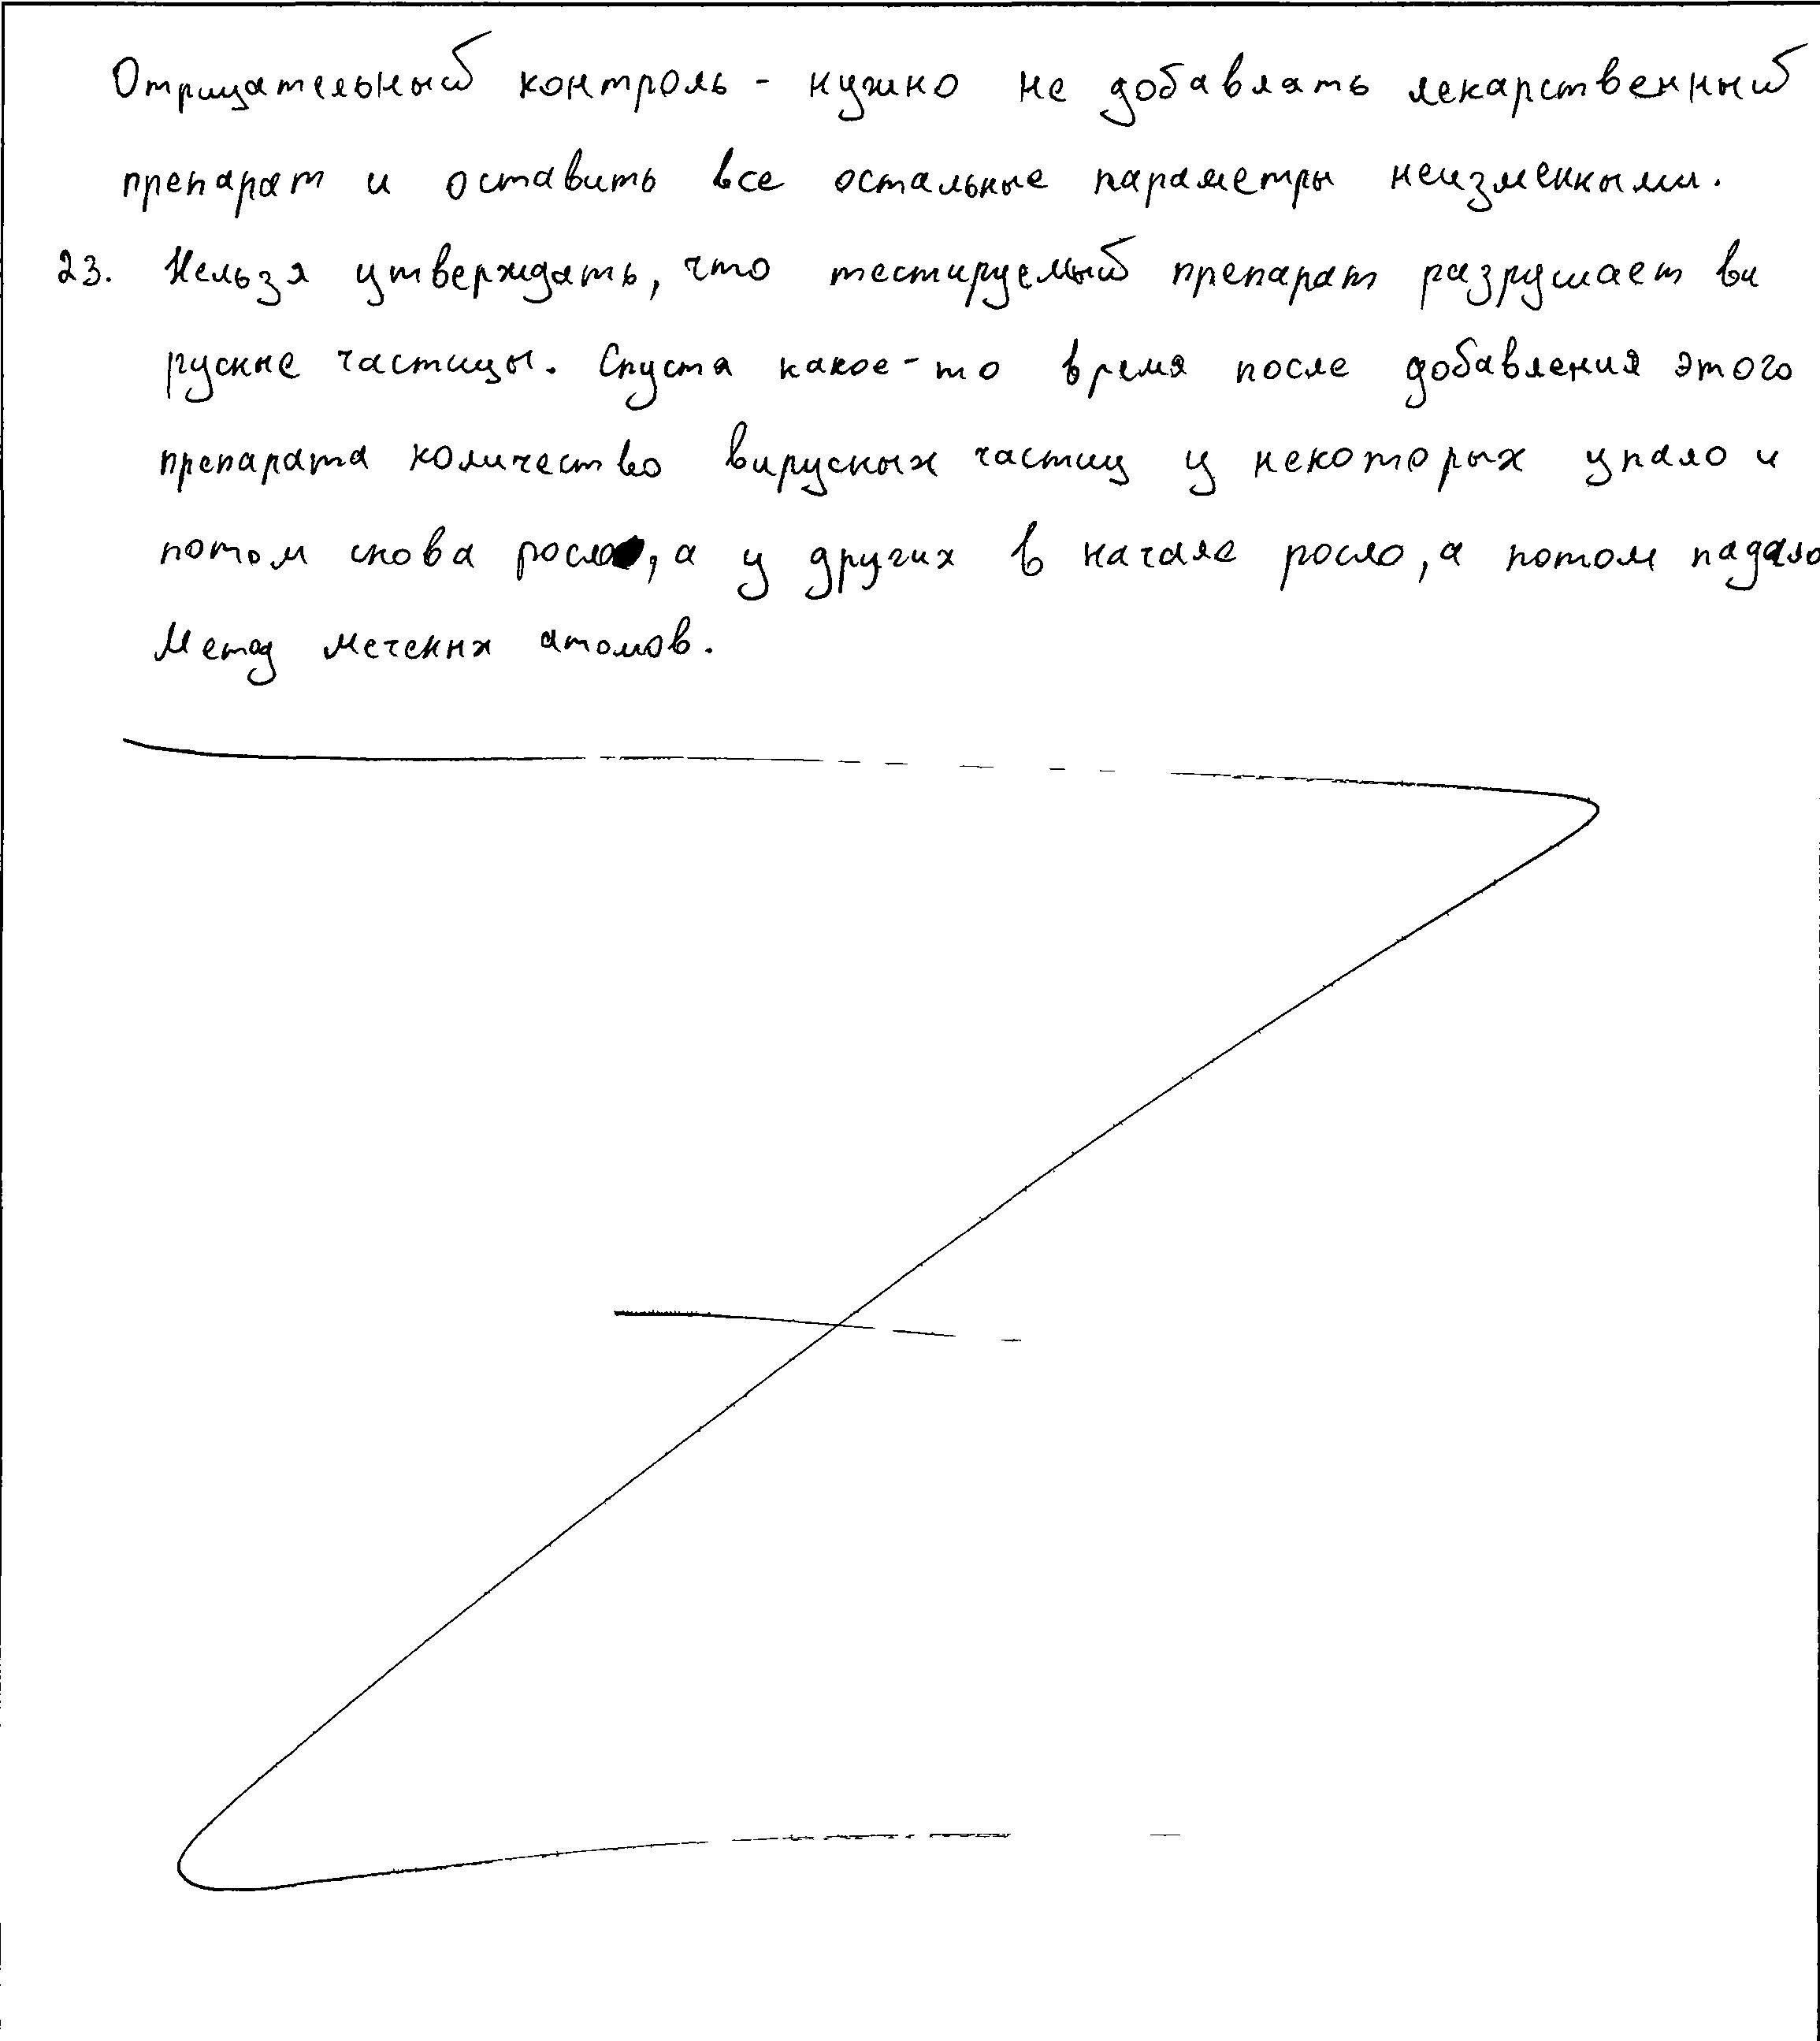 Отрицательный контроль - нужно не добавлять лекарственный
препарат и оставить все остальные параметры неизменными.
23. Нельзя утверждать, что тестируемый препарат разрушает ви
русные частицы. Спустя какое-то время после добавления этого
препарата количество вирусных частиц у некоторых упало и
потом снова росло, а у других в начале росло, а потом падало
Метод меченых атомов.